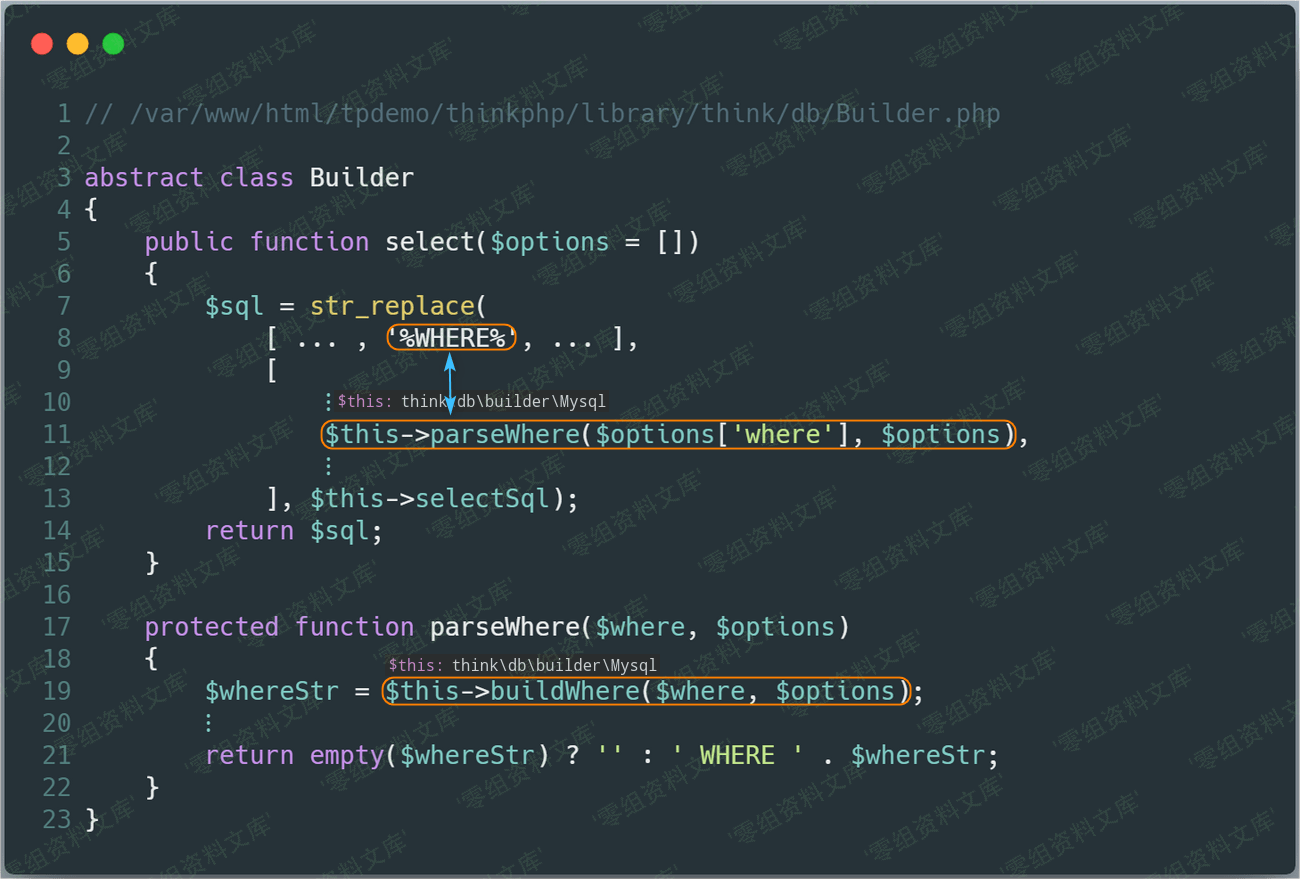 1 // /var/www/html/tpdemo/thinkphp/library/think/db/Builder.php
2
3 abstract class Builder
4 {
5     public function select($options = [])
6     {
7         $sql = str_replace(
8             [ ... , '%WHERE%', ... ],
9             [
10                 ⋮ $this: think\db\builder\Mysql
11                 $this->parseWhere($options['where'], $options),
12                 ⋮
13             ], $this->selectSql);
14         return $sql;
15     }
16
17     protected function parseWhere($where, $options)
18     {
$this: think\db\builder\Mysql
19         $whereStr = $this->buildWhere($where, $options);
20         ⋮
21         return empty($whereStr) ? '' : ' WHERE ' . $whereStr;
22     }
23 }
'零组资料文库'